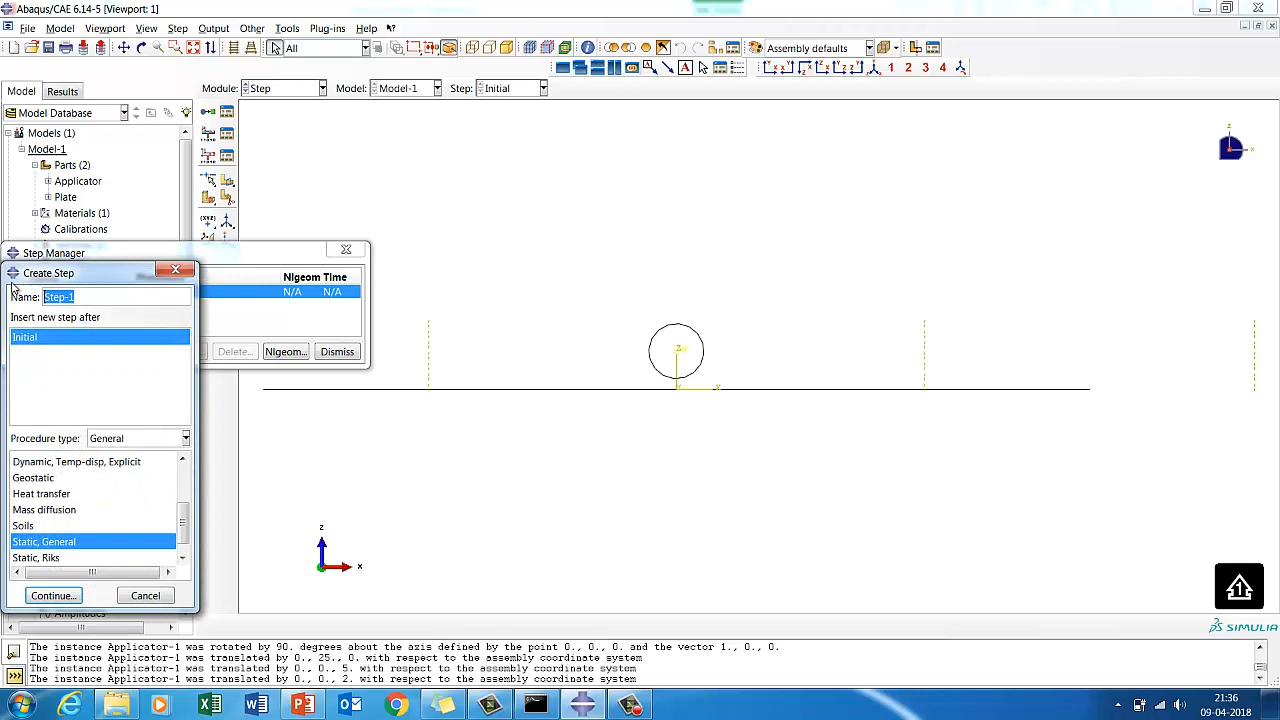 Abaqus/CAE 6.14-5 [Viewport: 1]
File Model Viewport View Step Output Other Tools Plug-ins Help
All
Assembly defaults
1 2 3 4
Model Results
Module: Step Model: Model-1 Step: Initial
Model Database
Models (1)
Model-1
Parts (2)
Applicator
Plate
Materials (1)
Calibrations
Step Manager
Create Step
Nlgeom Time
Name: Step-1
N/A N/A
Insert new step after
Initial
Delete... Nlgeom... Dismiss
Procedure type: General
Dynamic, Temp-disp, Explicit
Geostatic
Heat transfer
Mass diffusion
Soils
Static, General
Static, Riks
Continue... Cancel
z
x
z
x
z
x
Y
1
SIMULIA
The instance Applicator-1 was rotated by 90. degrees about the axis defined by the point 0., 0., 0. and the vector 1., 0., 0.
The instance Applicator-1 was translated by 0., 25., 0. with respect to the assembly coordinate system
The instance Applicator-1 was translated by 0., 0., 5. with respect to the assembly coordinate system
The instance Applicator-1 was translated by 0., 0., 2. with respect to the assembly coordinate system
21:36
09-04-2018